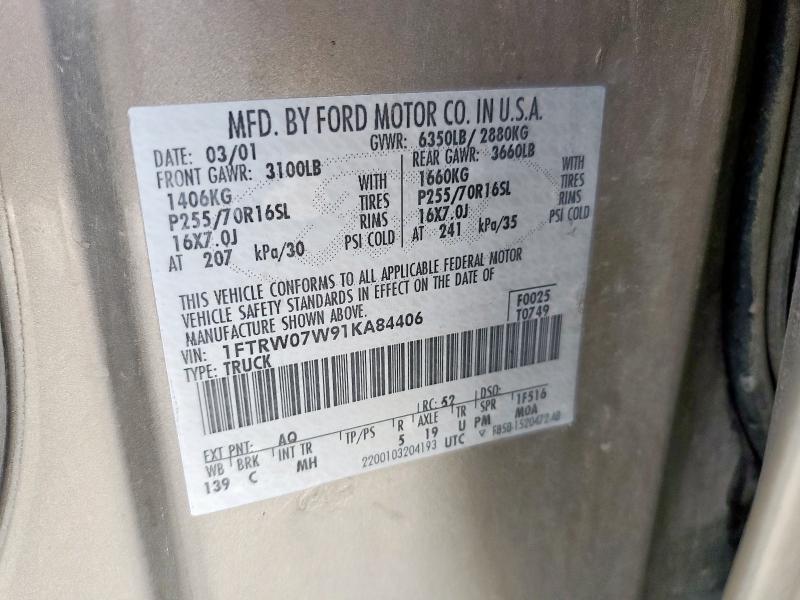 MFD. BY FORD MOTOR CO. IN U.S.A.
DATE: 03/01 GVWR: 6350LB/ 2880KG
FRONT GAWR: 3100LB REAR GAWR: 3660LB
1406KG WITH 1660KG WITH
P255/70R16SL TIRES P255/70R16SL TIRES
16X7.0J RIMS 16X7.0J RIMS
AT 207 kPa/30 PSI COLD AT 241 kPa/35 PSI COLD
THIS VEHICLE CONFORMS TO ALL APPLICABLE FEDERAL MOTOR
VEHICLE SAFETY STANDARDS IN EFFECT ON THE DATE OF
MANUFACTURE SHOWN ABOVE.
F0025
VIN: 1FTRW07W91KA84406
T0749
TYPE: TRUCK
EXT PNT: AQ RC: 52 DSO:
WB BRK INT TR TP/PS R AXLE TR SPR 1F516
139 C MH 5 19 U PM M0A
2200103204193 UTC F85B-1520472-AB